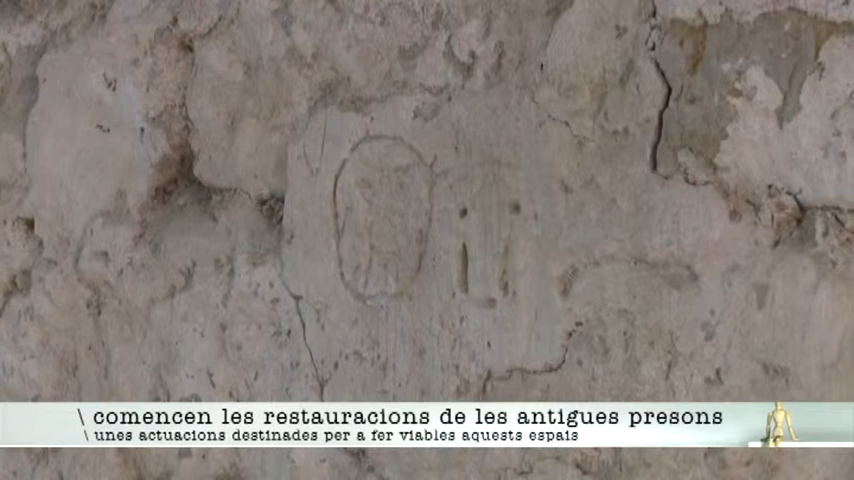 \ comencen les restauracions de les antigues presons
\ unes actuacions destinades per a fer viables aquests espais